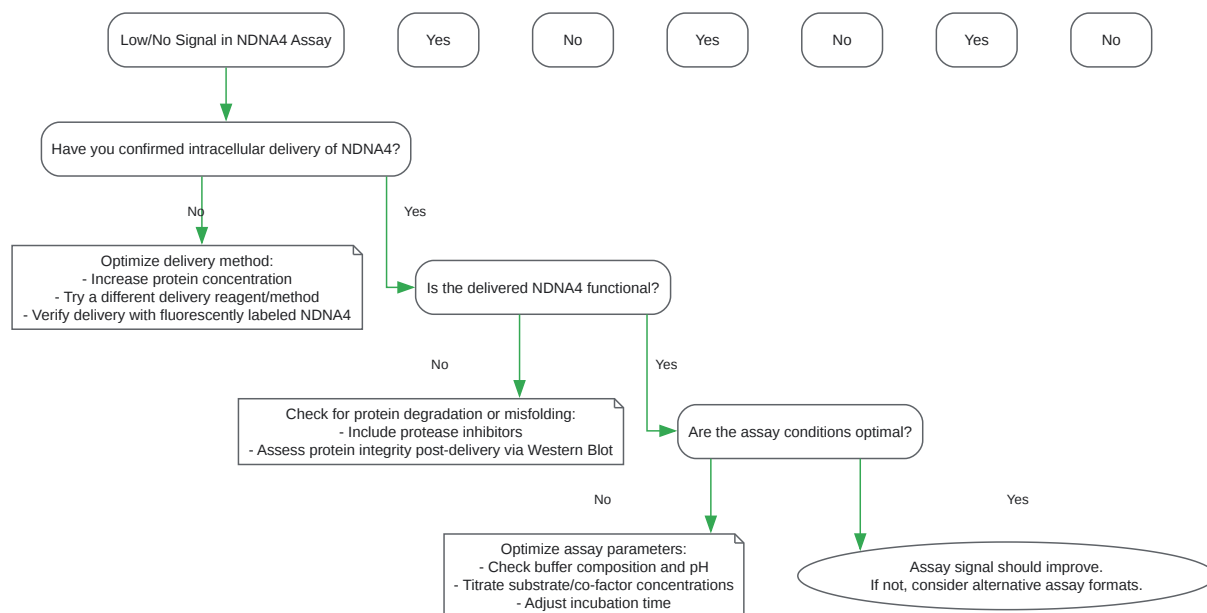 Low/No Signal in NDNA4 Assay
Yes
No
Yes
No
Yes
No
Have you confirmed intracellular delivery of NDNA4?
No
Yes
Optimize delivery method:
- Increase protein concentration
- Try a different delivery reagent/method
- Verify delivery with fluorescently labeled NDNA4
Is the delivered NDNA4 functional?
No
Yes
Check for protein degradation or misfolding:
- Include protease inhibitors
- Assess protein integrity post-delivery via Western Blot
Are the assay conditions optimal?
No
Yes
Optimize assay parameters:
- Check buffer composition and pH
- Titrate substrate/co-factor concentrations
- Adjust incubation time
Assay signal should improve.
If not, consider alternative assay formats.